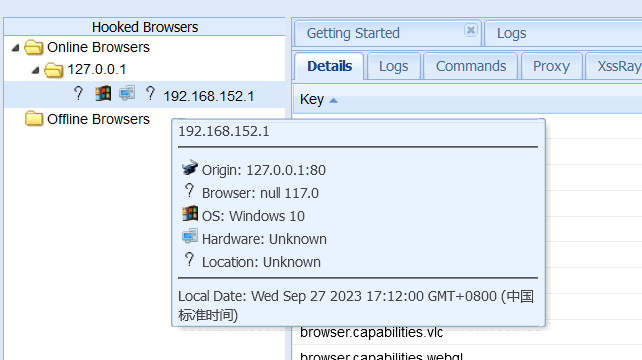 Hooked Browsers
Online Browsers
127.0.0.1
192.168.152.1
Offline Browsers
Getting Started
Logs
Details
Logs
Commands
Proxy
XssRay
Key
192.168.152.1
Origin: 127.0.0.1:80
Browser: null 117.0
OS: Windows 10
Hardware: Unknown
Location: Unknown
Local Date: Wed Sep 27 2023 17:12:00 GMT+0800 (中国
标准时间)
browser.capabilities.vlc
browser.capabilities.webgl